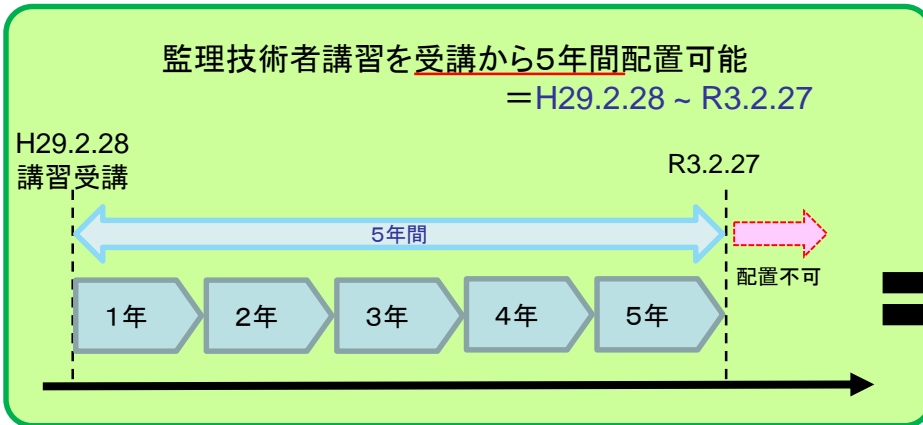 監理技術者講習を受講から5年間配置可能
＝H29.2.28 ~ R3.2.27
H29.2.28
講習受講
R3.2.27
5年間
配置不可
1年 2年 3年 4年 5年